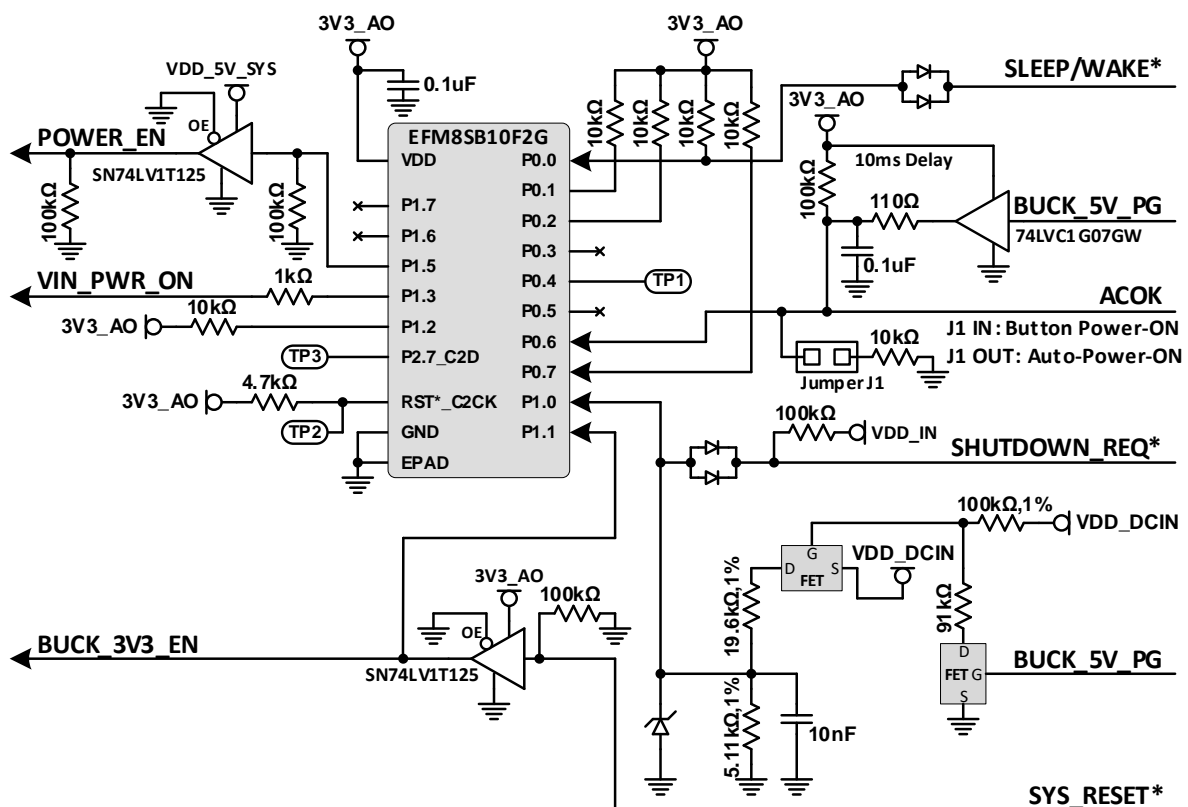 3V3_AO
3V3_AO
VDD_5V_SYS
0.1uF
SLEEP/WAKE*
10kΩ
10kΩ
10kΩ
10kΩ
3V3_AO
OE
POWER_EN
SN74LV1T125
100kΩ
100kΩ
EFM8SB10F2G
VDD
P1.7
P1.6
P1.5
P1.3
P1.2
P2.7_C2D
RST*_C2CK
GND
EPAD
P0.0
P0.1
P0.2
P0.3
P0.4
P0.5
P0.6
P0.7
P1.0
P1.1
10ms Delay
100kΩ
110Ω
BUCK_5V_PG
74LVC1G07GW
0.1uF
TP1
VIN_PWR_ON
1kΩ
ACOK
3V3_AO
10kΩ
J1 IN: Button Power-ON
J1 OUT: Auto-Power-ON
10kΩ
Jumper J1
TP3
4.7kΩ
3V3_AO
TP2
100kΩ
VDD_IN
SHUTDOWN_REQ*
100kΩ,1%
VDD_DCIN
G
D
S
FET
VDD_DCIN
19.6kΩ,1%
91kΩ
3V3_AO
100kΩ
OE
BUCK_3V3_EN
SN74LV1T125
D
FET G
S
BUCK_5V_PG
5.11kΩ,1%
10nF
SYS_RESET*